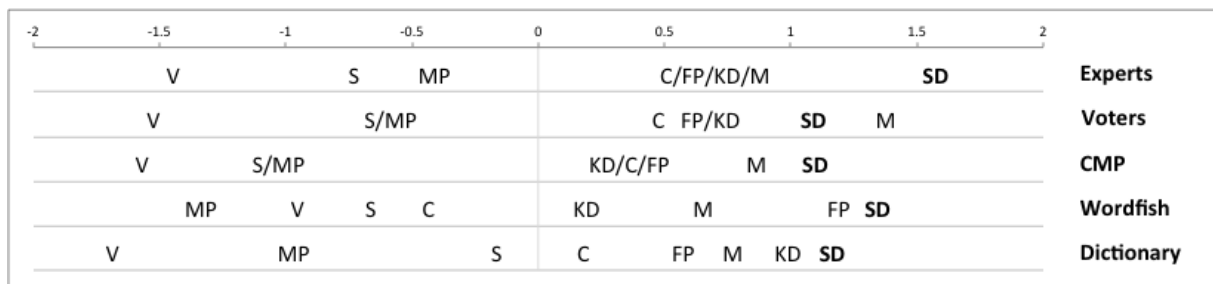 -2 -1.5 -1 -0.5 0 0.5 1 1.5 2
V S MP C/FP/KD/M SD Experts
V S/MP C FP/KD SD M Voters
V S/MP KD/C/FP M SD CMP
MP V S C KD M FP SD Wordfish
V MP S C FP M KD SD Dictionary